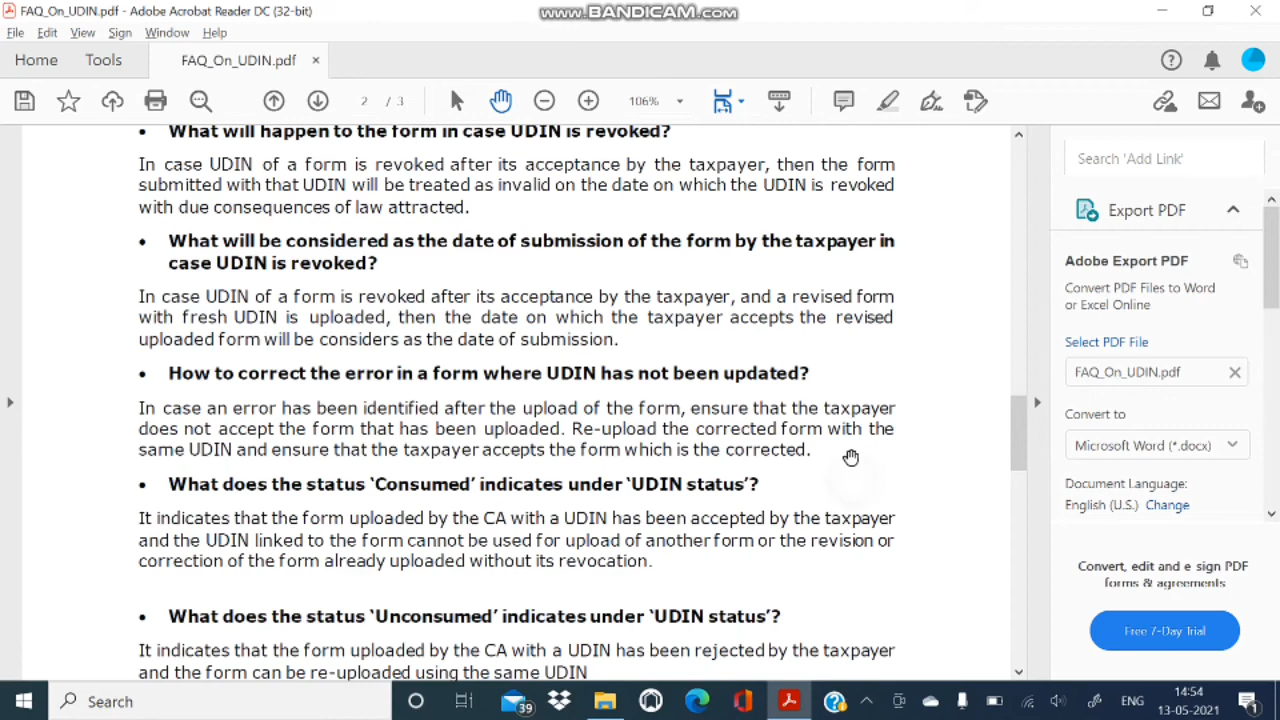 FAQ_On_UDIN.pdf - Adobe Acrobat Reader DC (32-bit)
www.BANDICAM.com
File Edit View Sign Window Help
Home Tools FAQ_On_UDIN.pdf ×
2 / 3 106%
• What will happen to the form in case UDIN is revoked?
In case UDIN of a form is revoked after its acceptance by the taxpayer, then the form
submitted with that UDIN will be treated as invalid on the date on which the UDIN is revoked
with due consequences of law attracted.
• What will be considered as the date of submission of the form by the taxpayer in
case UDIN is revoked?
In case UDIN of a form is revoked after its acceptance by the taxpayer, and a revised form
with fresh UDIN is uploaded, then the date on which the taxpayer accepts the revised
uploaded form will be considers as the date of submission.
• How to correct the error in a form where UDIN has not been updated?
In case an error has been identified after the upload of the form, ensure that the taxpayer
does not accept the form that has been uploaded. Re-upload the corrected form with the
same UDIN and ensure that the taxpayer accepts the form which is the corrected.
• What does the status ‘Consumed’ indicates under ‘UDIN status’?
It indicates that the form uploaded by the CA with a UDIN has been accepted by the taxpayer
and the UDIN linked to the form cannot be used for upload of another form or the revision or
correction of the form already uploaded without its revocation.
• What does the status ‘Unconsumed’ indicates under ‘UDIN status’?
It indicates that the form uploaded by the CA with a UDIN has been rejected by the taxpayer
and the form can be re-uploaded using the same UDIN
Search 'Add Link'
Export PDF
Adobe Export PDF
Convert PDF Files to Word
or Excel Online
Select PDF File
FAQ_On_UDIN.pdf
Convert to
Microsoft Word (*.docx)
Document Language:
English (U.S.) Change
Convert, edit and e-sign PDF
forms & agreements
Free 7-Day Trial
Search
39
ENG
14:54
13-05-2021
1